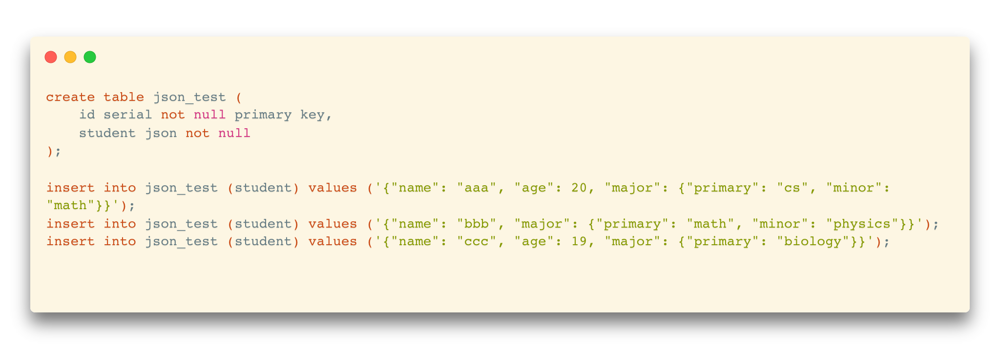 create table json_test (
    id serial not null primary key,
    student json not null
);

insert into json_test (student) values ('{"name": "aaa", "age": 20, "major": {"primary": "cs", "minor":
"math"}}');
insert into json_test (student) values ('{"name": "bbb", "major": {"primary": "math", "minor": "physics"}}');
insert into json_test (student) values ('{"name": "ccc", "age": 19, "major": {"primary": "biology"}}');